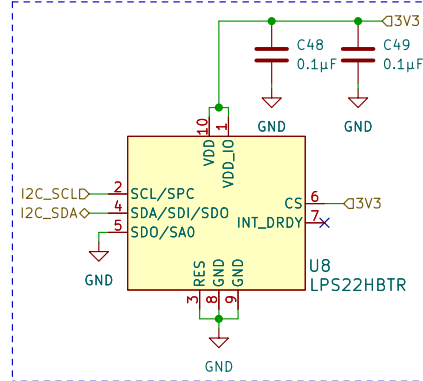 3V3
C48
0.1µF
C49
0.1µF
GND
GND
10
1
VDD
VDD_IO
I2C_SCL
2
SCL/SPC
I2C_SDA
4
SDA/SDI/SDO
5
SDO/SA0
CS
6
3V3
INT_DRDY
7
GND
RES
GND
GND
3
8
9
U8
LPS22HBTR
GND